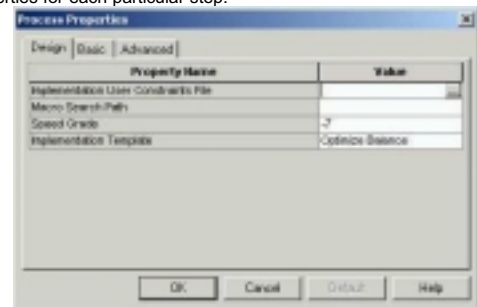 erties for each particular step.
Process Properties
Design Basic Advanced
Property Name Value
Implementation User Constraints File ...
Macro Search Path
Speed Grade -7
Implementation Template Optimize Balance
OK Cancel Default Help